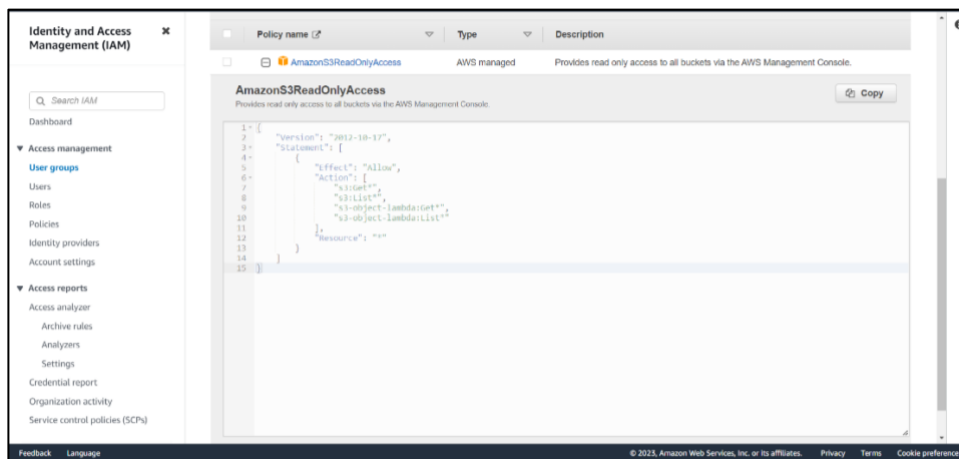 Identity and Access
Management (IAM)
Search IAM
Dashboard
Access management
User groups
Users
Roles
Policies
Identity providers
Account settings
Access reports
Access analyzer
Archive rules
Analyzers
Settings
Credential report
Organization activity
Service control policies (SCPs)
Policy name Type Description
AmazonS3ReadOnlyAccess AWS managed Provides read only access to all buckets via the AWS Management Console.
AmazonS3ReadOnlyAccess
Provides read only access to all buckets via the AWS Management Console.
Copy
1 {
2 "Version": "2012-10-17",
3 "Statement": [
4 {
5 "Effect": "Allow",
6 "Action": [
7 "s3:Get*",
8 "s3:List*",
9 "s3-object-lambda:Get*",
10 "s3-object-lambda:List*"
11 ],
12 "Resource": "*"
13 }
14 ]
15 }
Feedback Language © 2023, Amazon Web Services, Inc. or its affiliates. Privacy Terms Cookie preference